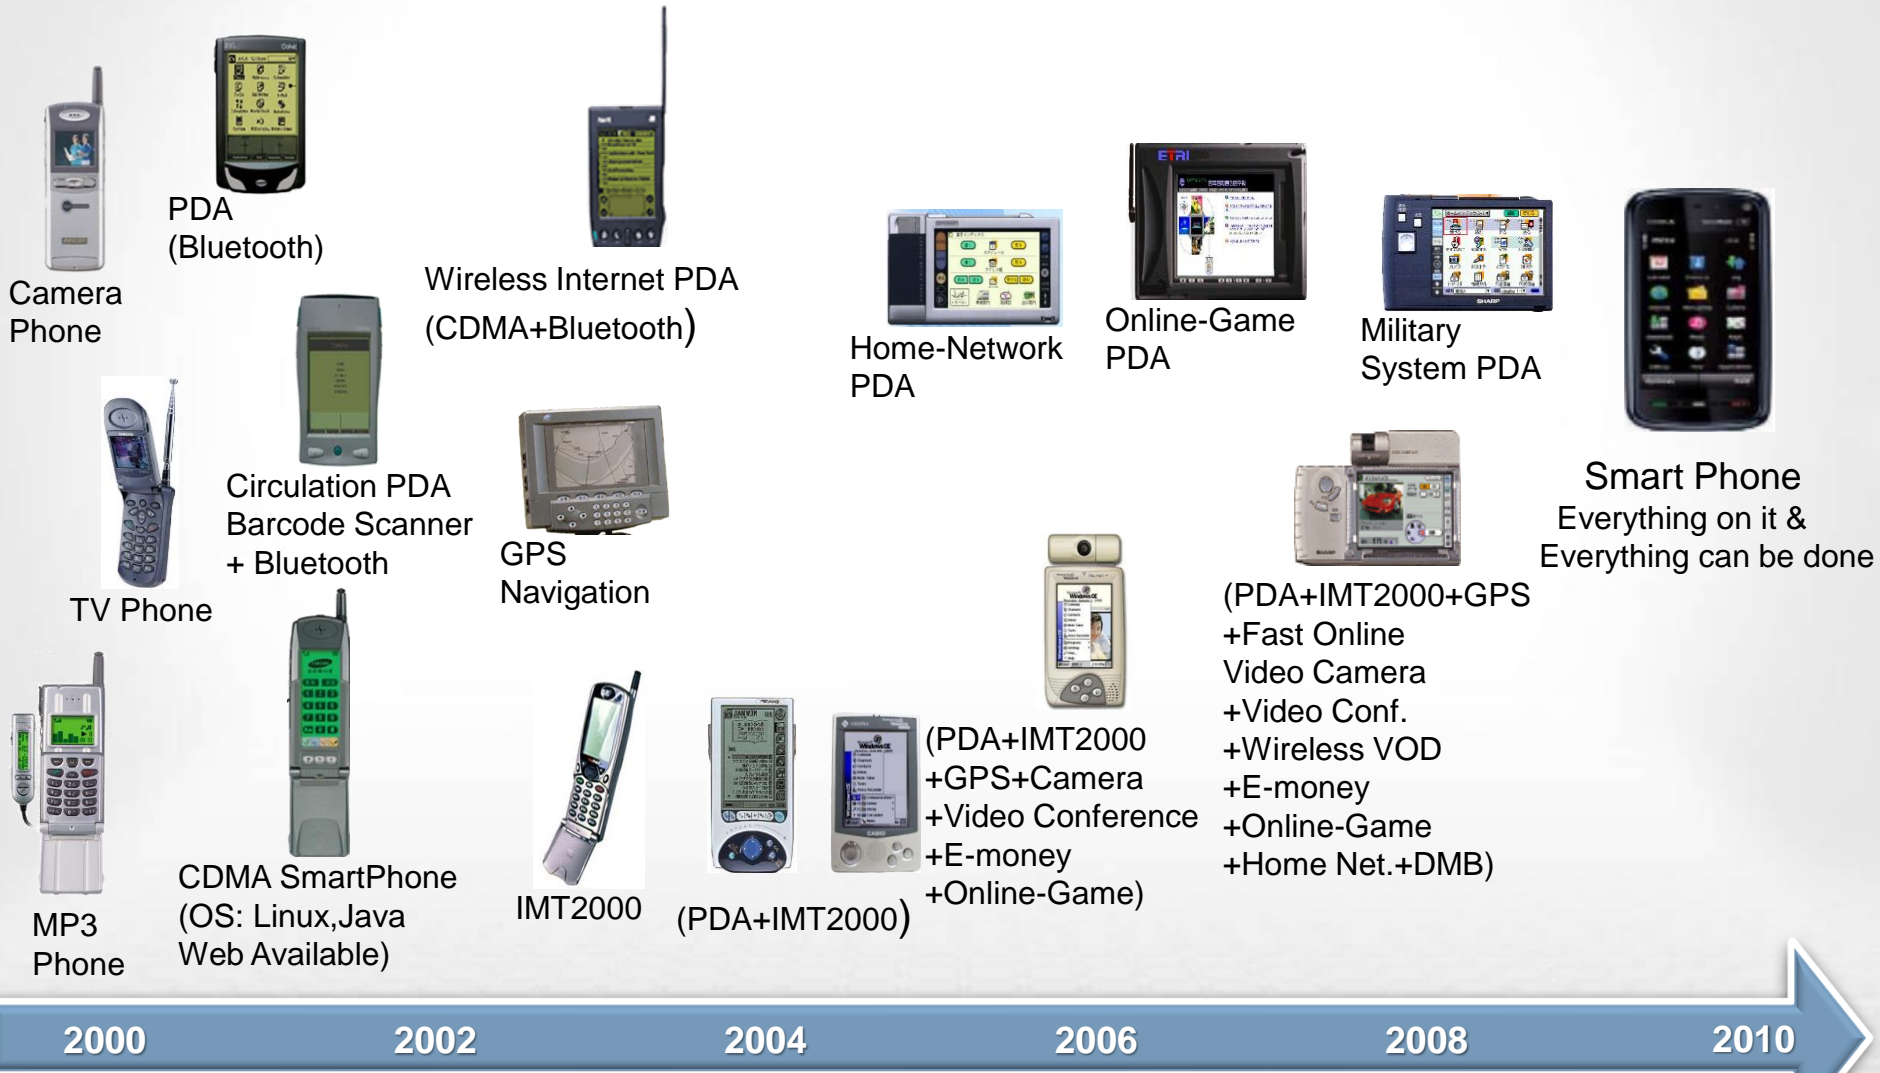 Camera
Phone
PDA
(Bluetooth)
Wireless Internet PDA
(CDMA+Bluetooth)
ETRI
Home-Network
PDA
Online-Game
PDA
SHARP
Military
System PDA
Smart Phone
Everything on it &
Everything can be done
TV Phone
Circulation PDA
Barcode Scanner
+ Bluetooth
GPS
Navigation
MP3
Phone
CDMA SmartPhone
(OS: Linux,Java
Web Available)
IMT2000
(PDA+IMT2000)
CASIO
(PDA+IMT2000
+GPS+Camera
+Video Conference
+E-money
+Online-Game)
(PDA+IMT2000+GPS
+Fast Online
Video Camera
+Video Conf.
+Wireless VOD
+E-money
+Online-Game
+Home Net.+DMB)
2000
2002
2004
2006
2008
2010